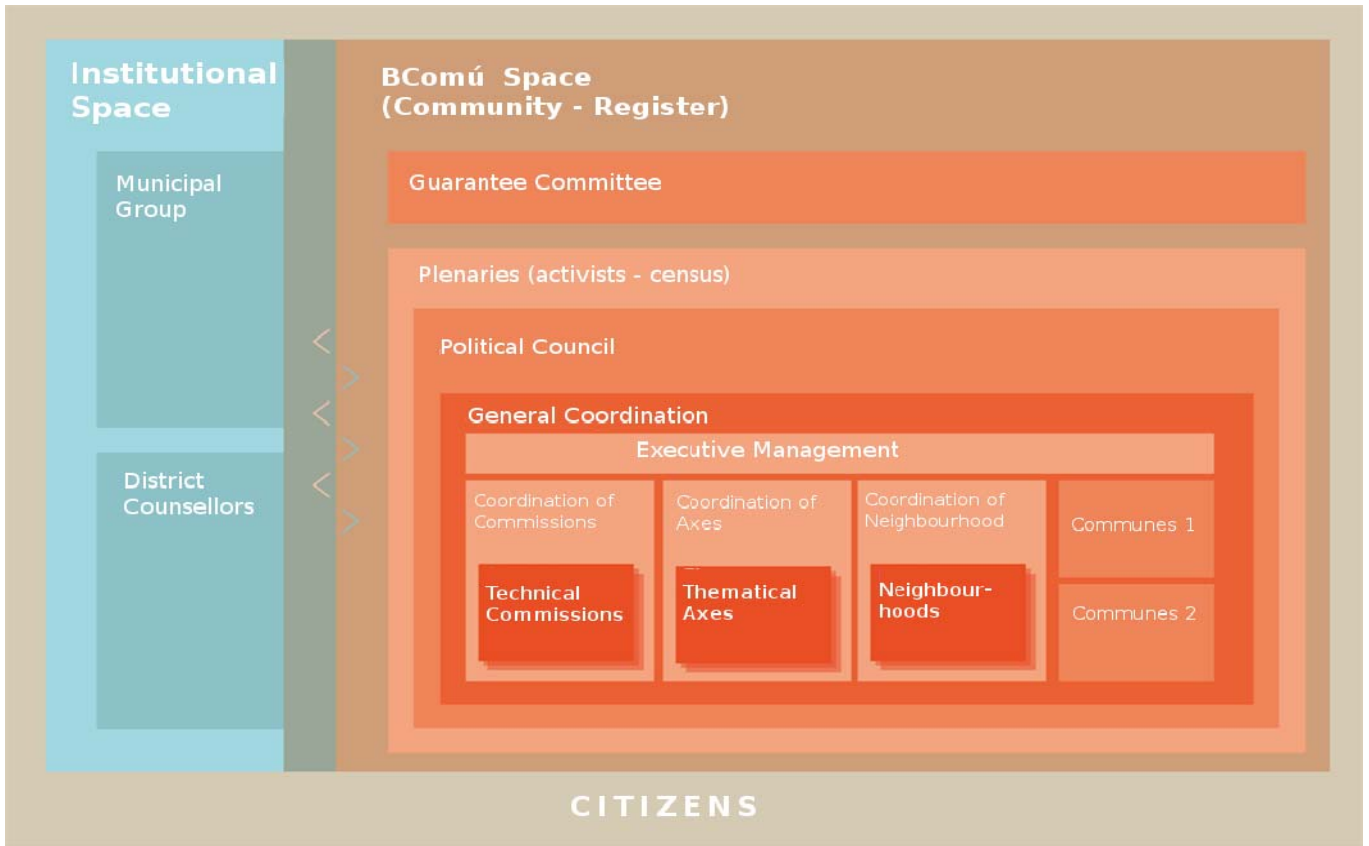 Institutional
Space
BComú Space
(Community - Register)
Municipal
Group
Guarantee Committee
Plenaries (activists - census)
Political Council
General Coordination
Executive Management
District
Counsellors
Coordination of
Commissions
Technical
Commissions
Coordination of
Axes
Thematical
Axes
Coordination of
Neighbourhood
Neighbour-
hoods
Communes 1
Communes 2
CITIZENS